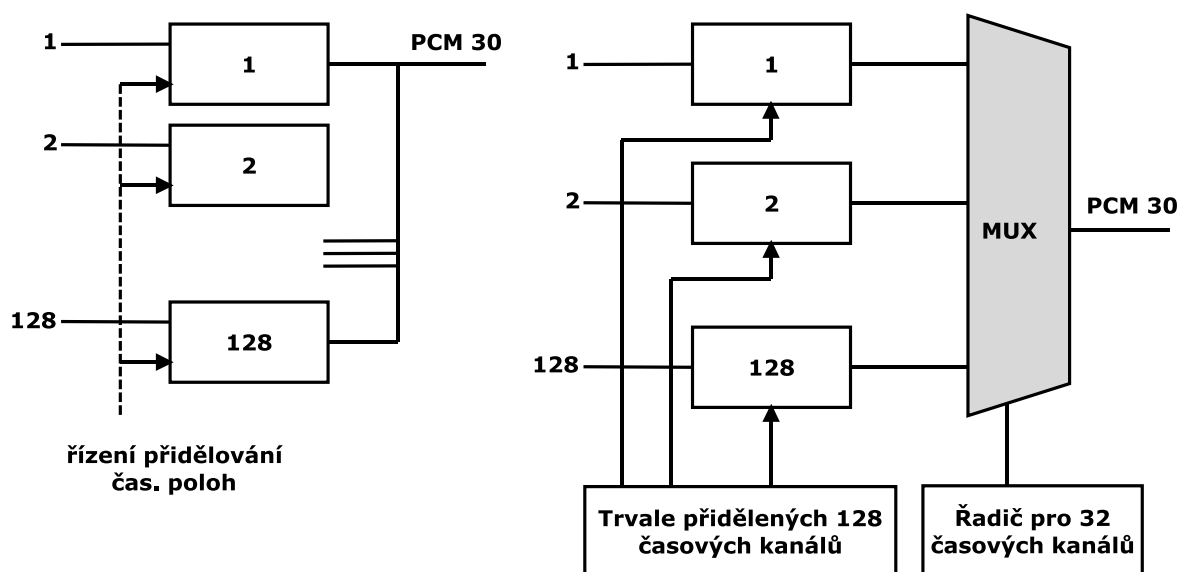 1
1
PCM 30
2
2
128
128
řízení přidělování
čas. poloh
1
1
2
2
128
128
MUX
PCM 30
Trvale přidělených 128
časových kanálů
Řadič pro 32
časových kanálů